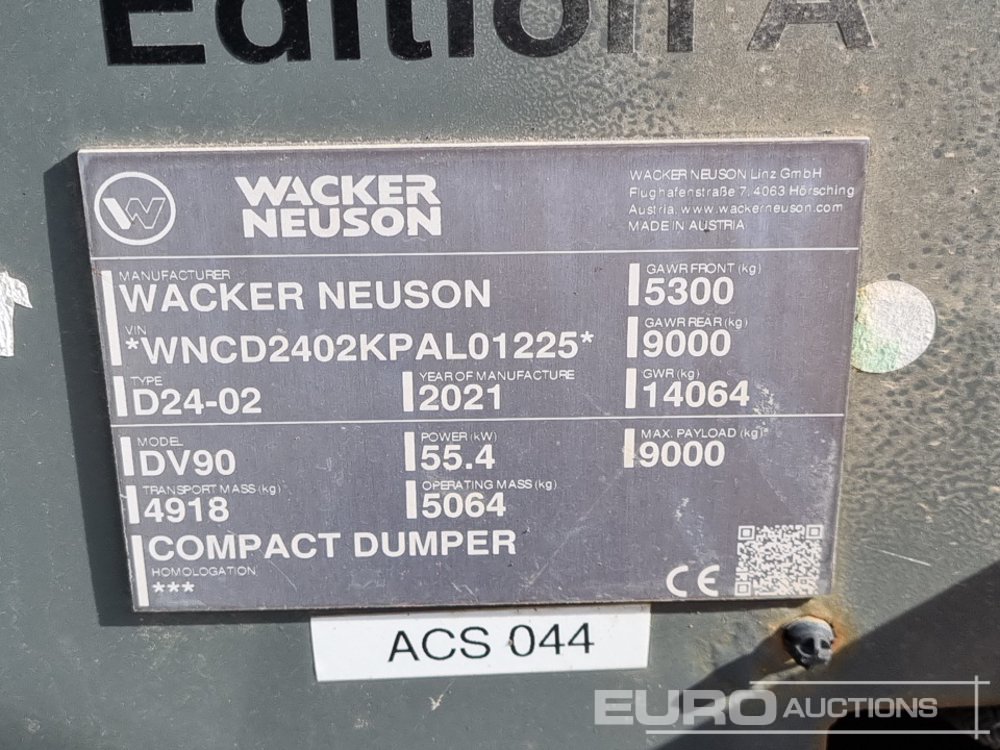 Edition A
W
WACKER
NEUSON
WACKER NEUSON Linz GmbH
Flughafenstraße 7, 4063 Hörsching
Austria, www.wackerneuson.com
MADE IN AUSTRIA
MANUFACTURER
WACKER NEUSON
GAWR FRONT (kg)
5300
VIN
*WNCD2402KPAL01225*
GAWR REAR (kg)
9000
TYPE
D24-02
YEAR OF MANUFACTURE
2021
GWR (kg)
14064
MODEL
DV90
POWER (kW)
55.4
MAX. PAYLOAD (kg)
9000
TRANSPORT MASS (kg)
4918
OPERATING MASS (kg)
5064
COMPACT DUMPER
HOMOLOGATION
***
CE
ACS 044
EURO AUCTIONS